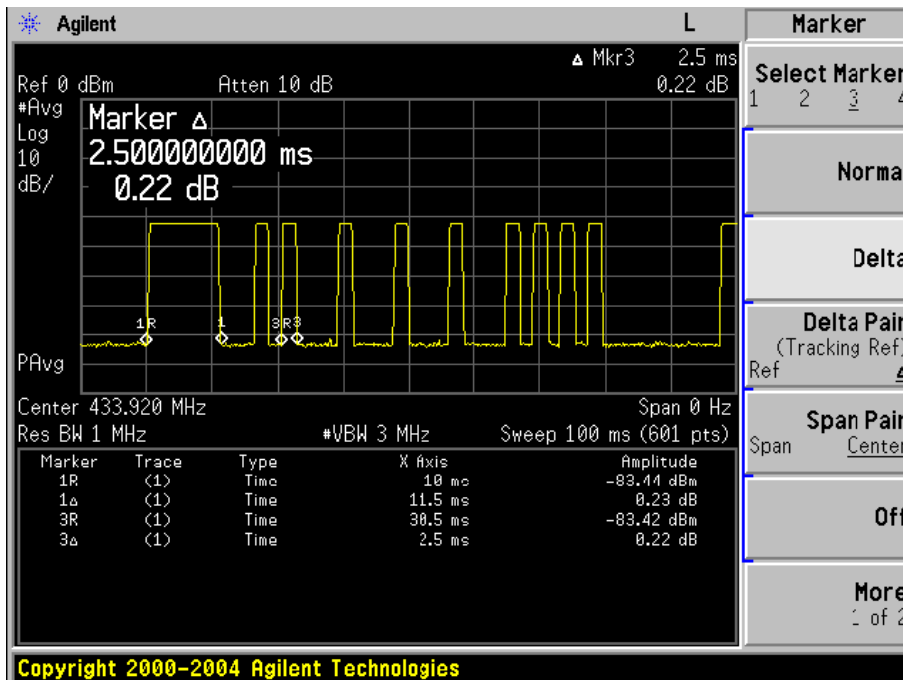 Agilent L Marker
Δ Mkr3 2.5 ms
Ref 0 dBm Atten 10 dB 0.22 dB
#Avg
Log
10
dB/
Marker Δ
2.500000000 ms
0.22 dB
1R 1 3R3
PAvg
Center 433.920 MHz Span 0 Hz
Res BW 1 MHz #VBW 3 MHz Sweep 100 ms (601 pts)
Marker Trace Type X Axis Amplitude
1R (1) Time 10 ms -83.44 dBm
1Δ (1) Time 11.5 ms 0.23 dB
3R (1) Time 30.5 ms -83.42 dBm
3Δ (1) Time 2.5 ms 0.22 dB
Select Marker
1 2 3 4
Norma
Delta
Delta Pair
(Tracking Ref)
Ref Δ
Span Pair
Span Center
Off
More
1 of 2
Copyright 2000-2004 Agilent Technologies